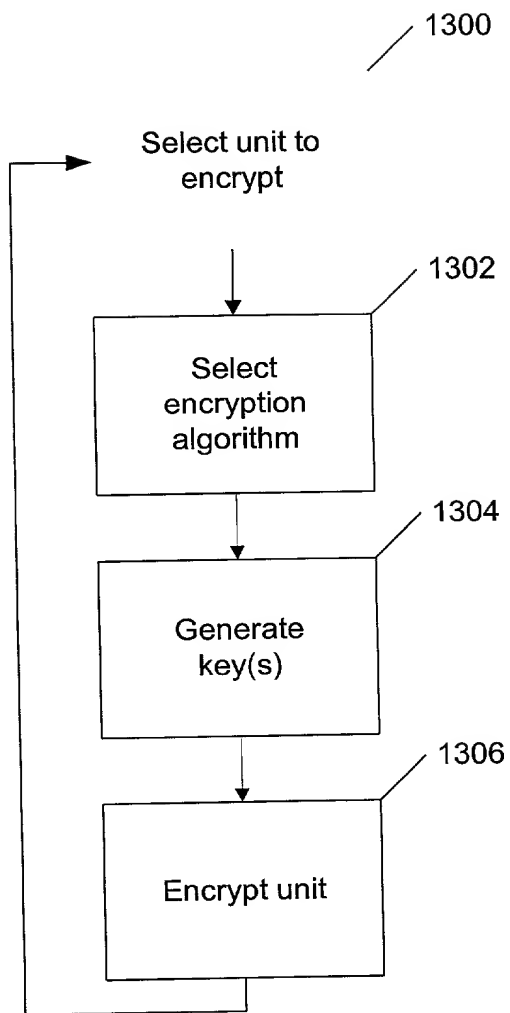 1300
Select unit to
encrypt
1302
Select
encryption
algorithm
1304
Generate
key(s)
1306
Encrypt unit